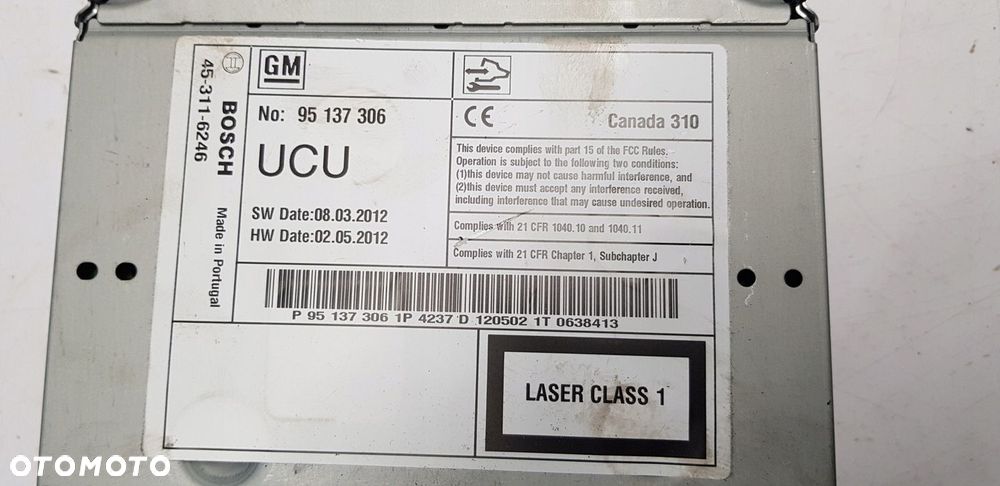 BOSCH
45-311-6246
Made in Portugal
GM
No: 95 137 306
UCU
SW Date:08.03.2012
HW Date:02.05.2012
CE
Canada 310
This device complies with part 15 of the FCC Rules.
Operation is subject to the following two conditions:
(1)this device may not cause harmful interference, and
(2)this device must accept any interference received,
including interference that may cause undesired operation.
Complies with 21 CFR 1040.10 and 1040.11
Complies with 21 CFR Chapter 1, Subchapter J
P 95 137 306 1P 4237 D 120502 1T 0638413
LASER CLASS 1
OTOMOTO